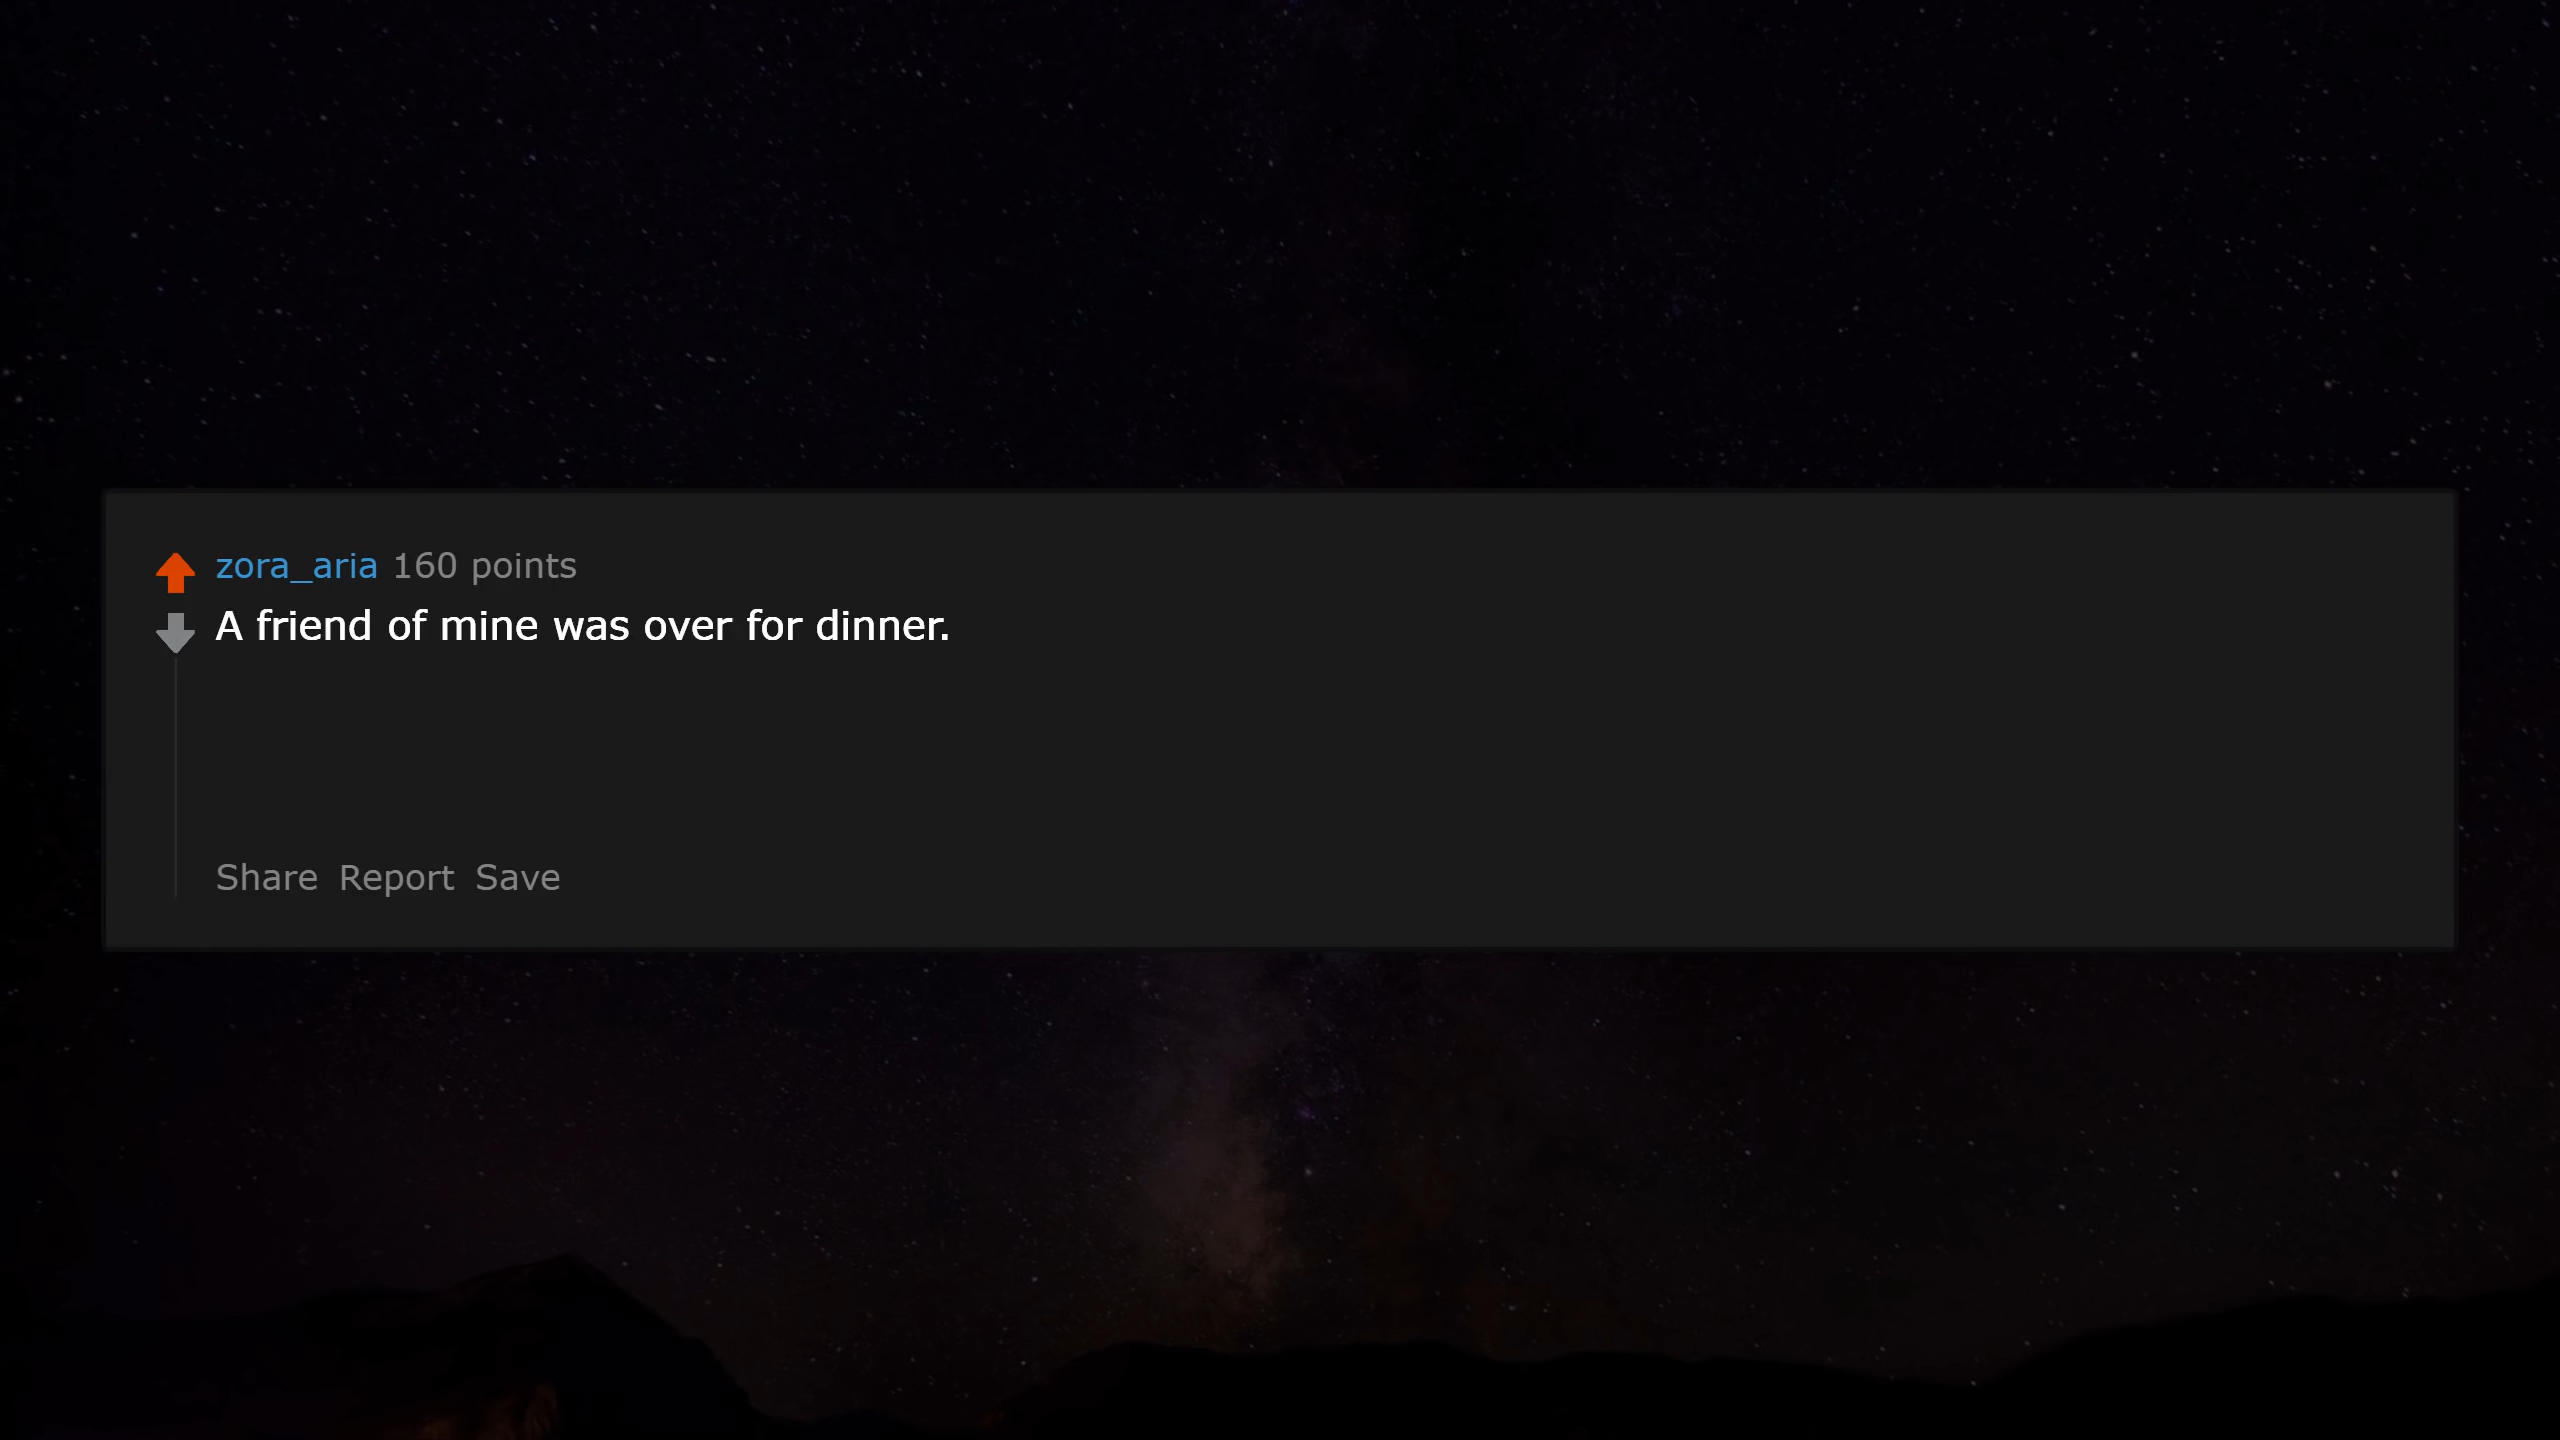 zora_aria 160 points
A friend of mine was over for dinner.
Share Report Save